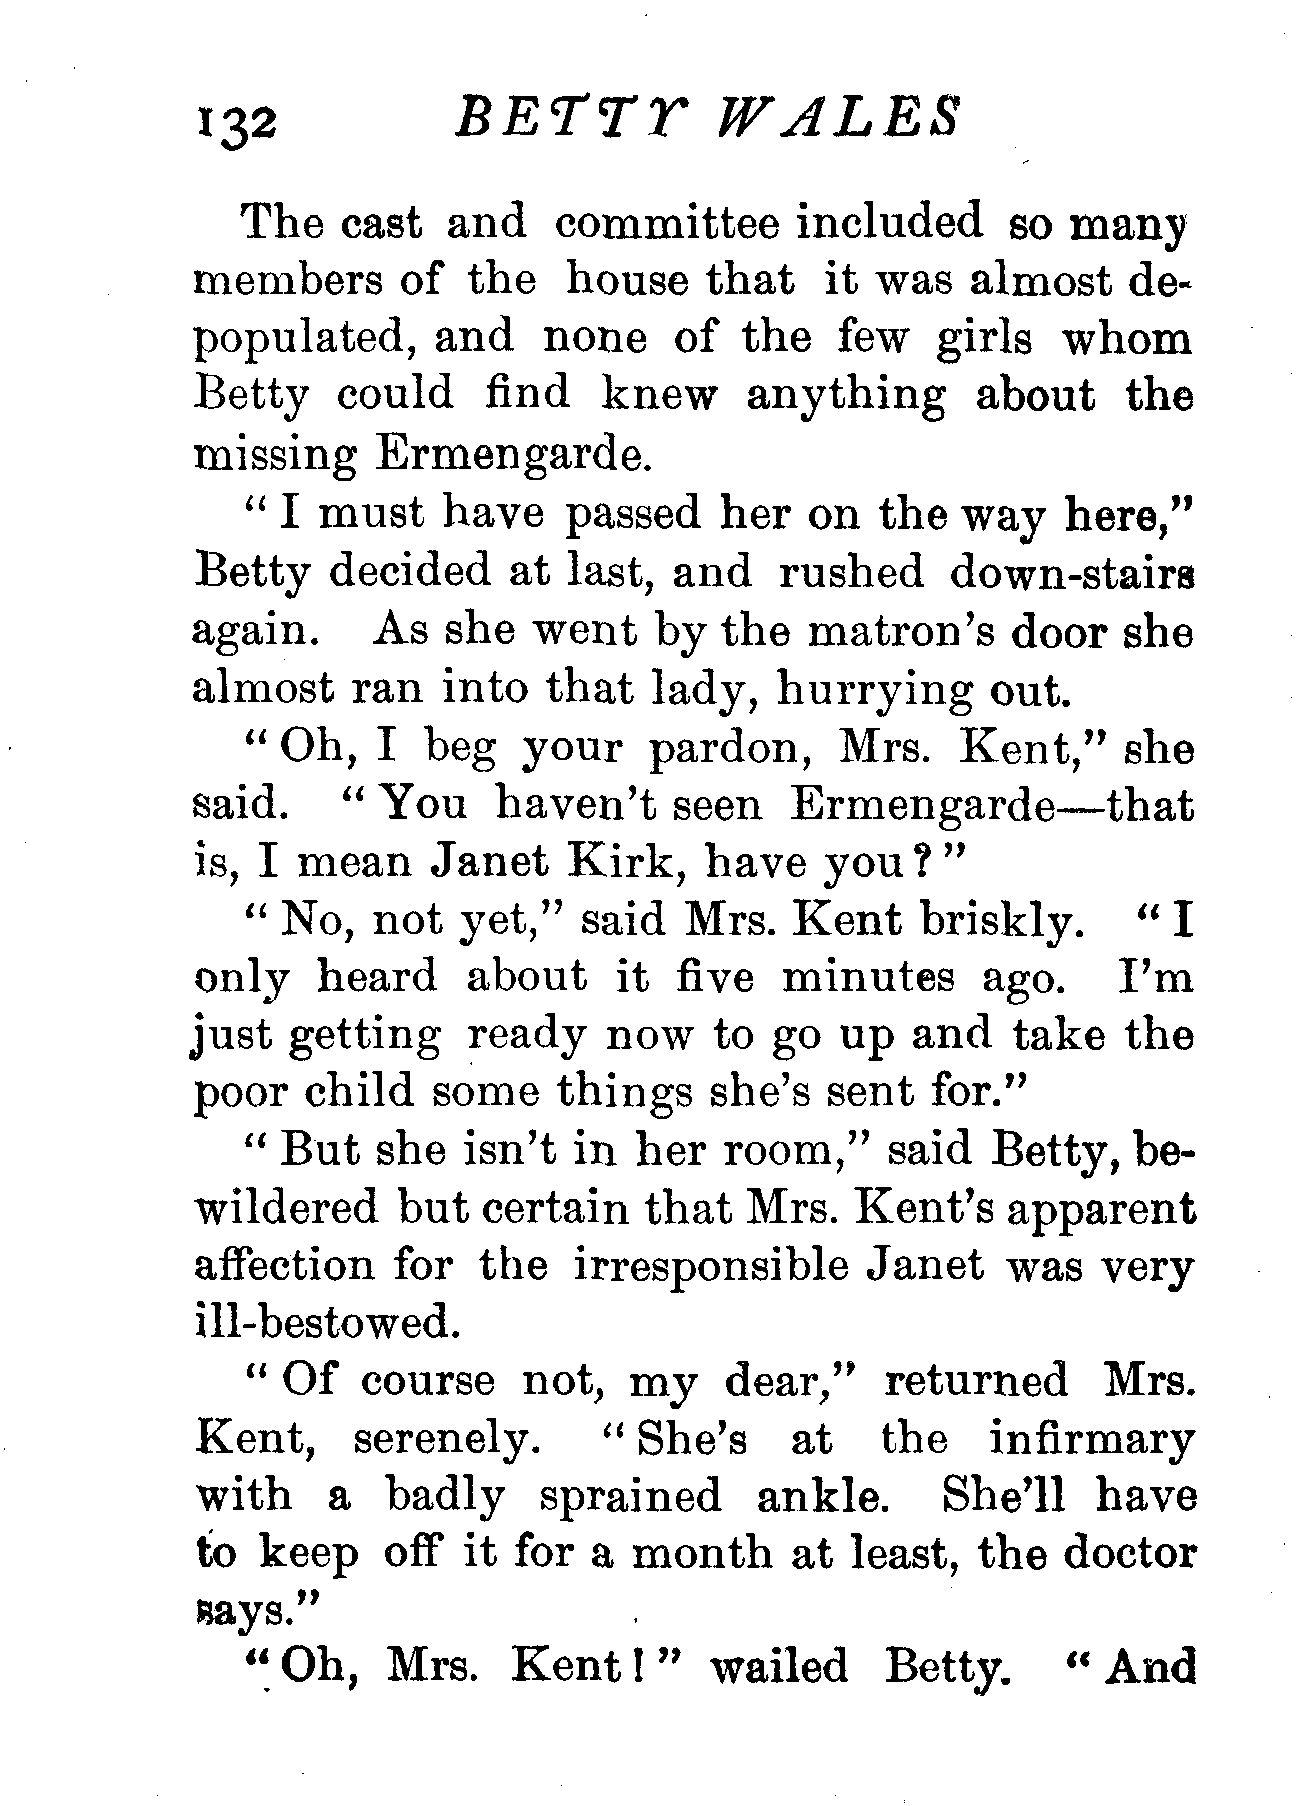 132 BETTY WALES
The cast and committee included so many
members of the house that it was almost de-
populated, and none of the few girls whom
Betty could find knew anything about the
missing Ermengarde.
" I must have passed her on the way here,"
Betty decided at last, and rushed down-stairs
again. As she went by the matron's door she
almost ran into that lady, hurrying out.
" Oh, I beg your pardon, Mrs. Kent," she
said. " You haven't seen Ermengarde—that
is, I mean Janet Kirk, have you ? "
" No, not yet," said Mrs. Kent briskly. " I
only heard about it five minutes ago. I'm
just getting ready now to go up and take the
poor child some things she's sent for."
" But she isn't in her room," said Betty, be-
wildered but certain that Mrs. Kent's apparent
affection for the irresponsible Janet was very
ill-bestowed.
" Of course not, my dear," returned Mrs.
Kent, serenely. " She's at the infirmary
with a badly sprained ankle. She'll have
to keep off it for a month at least, the doctor
says."
" Oh, Mrs. Kent ! " wailed Betty. " And